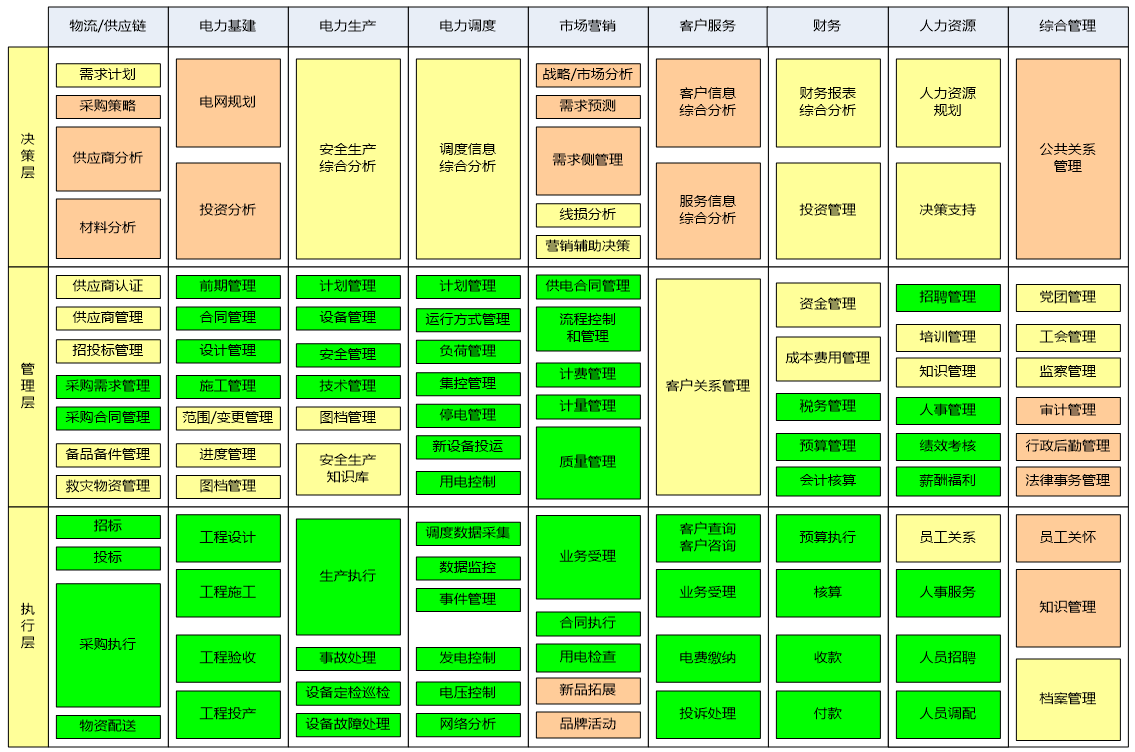 物流/供应链
电力基建
电力生产
电力调度
市场营销
客户服务
财务
人力资源
综合管理
决
策
层
需求计划
采购策略
供应商分析
材料分析
电网规划
投资分析
安全生产
综合分析
调度信息
综合分析
战略/市场分析
需求预测
需求侧管理
线损分析
营销辅助决策
客户信息
综合分析
服务信息
综合分析
财务报表
综合分析
投资管理
人力资源
规划
决策支持
公共关系
管理
管
理
层
供应商认证
供应商管理
招投标管理
采购需求管理
采购合同管理
备品备件管理
救灾物资管理
前期管理
合同管理
设计管理
施工管理
范围/变更管理
进度管理
图档管理
计划管理
设备管理
安全管理
技术管理
图档管理
安全生产
知识库
计划管理
运行方式管理
负荷管理
集控管理
停电管理
新设备投运
用电控制
供电合同管理
流程控制
和管理
计费管理
计量管理
质量管理
客户关系管理
资金管理
成本费用管理
税务管理
预算管理
会计核算
招聘管理
培训管理
知识管理
人事管理
绩效考核
薪酬福利
党团管理
工会管理
监察管理
审计管理
行政后勤管理
法律事务管理
执
行
层
招标
投标
采购执行
物资配送
工程设计
工程施工
工程验收
工程投产
生产执行
事故处理
设备定检巡检
设备故障处理
调度数据采集
数据监控
事件管理
发电控制
电压控制
网络分析
业务受理
合同执行
用电检查
新品拓展
品牌活动
客户查询
客户咨询
业务受理
电费缴纳
投诉处理
预算执行
核算
收款
付款
员工关系
人事服务
人员招聘
人员调配
员工关怀
知识管理
档案管理